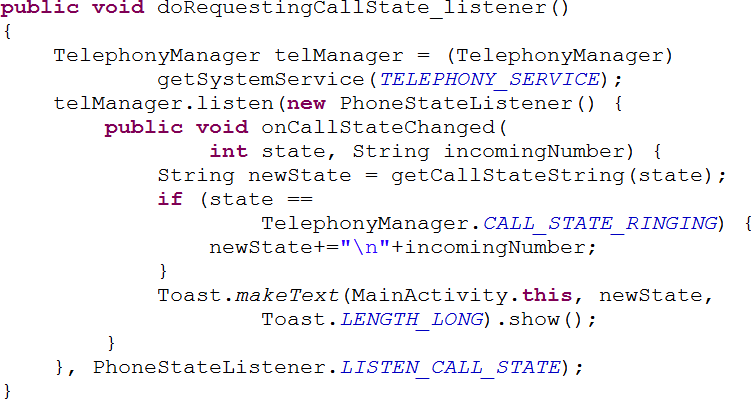 public void doRequestingCallState_listener()
{
    TelephonyManager telManager = (TelephonyManager)
            getSystemService(TELEPHONY_SERVICE);
    telManager.listen(new PhoneStateListener() {
        public void onCallStateChanged(
                int state, String incomingNumber) {
            String newState = getCallStateString(state);
            if (state ==
                    TelephonyManager.CALL_STATE_RINGING) {
                newState+="\n"+incomingNumber;
            }
            Toast.makeText(MainActivity.this, newState,
                    Toast.LENGTH_LONG).show();
        }
    }, PhoneStateListener.LISTEN_CALL_STATE);
}